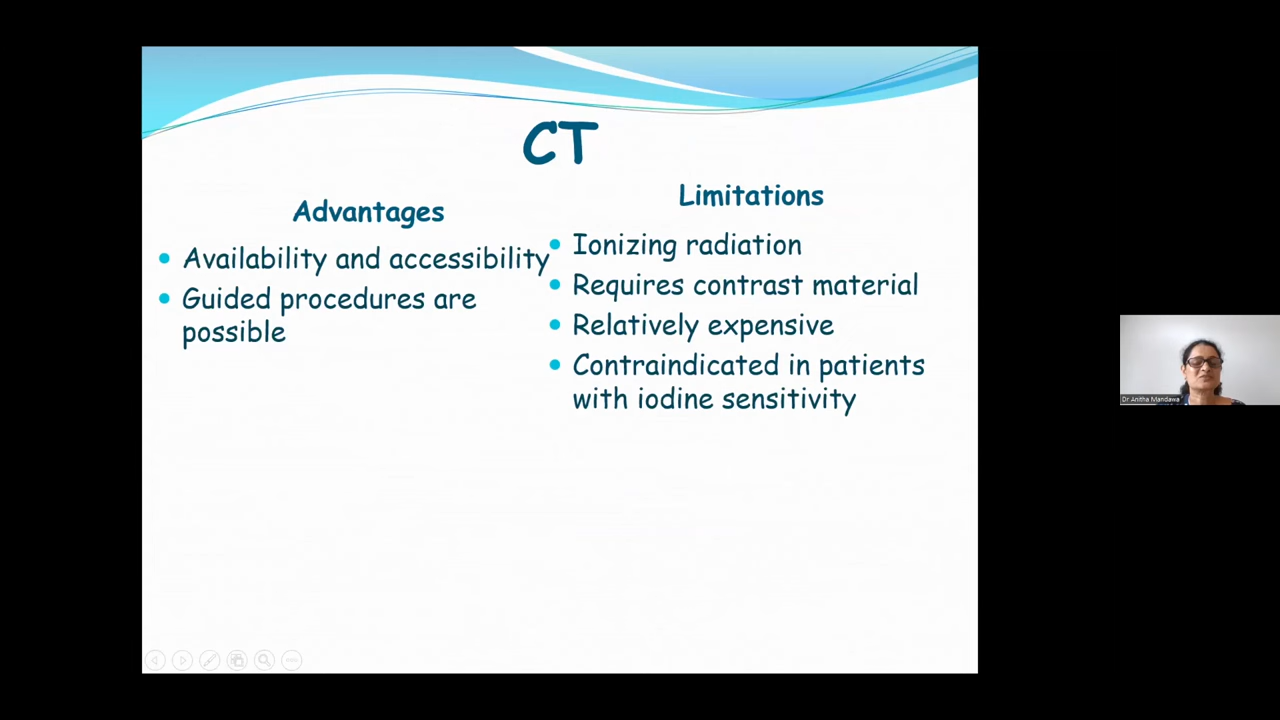 CT
Advantages
Availability and accessibility
Guided procedures are
possible
Limitations
Ionizing radiation
Requires contrast material
Relatively expensive
Contraindicated in patients
with iodine sensitivity
Dr Anitha Mandawa